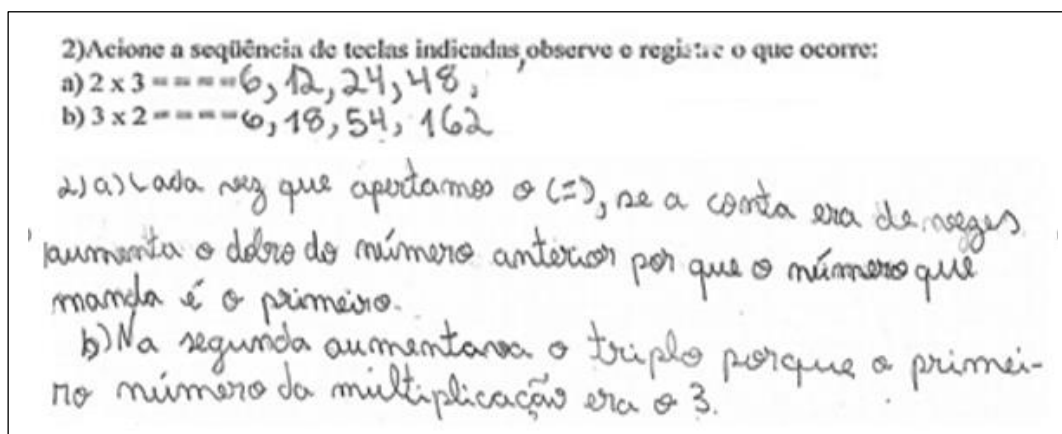 2)Acione a seqüência de teclas indicadas, observe e registre o que ocorre:
a) 2 x 3 = = = = 6, 12, 24, 48,
b) 3 x 2 = = = = 6, 18, 54, 162
2) a) Cada vez que apertamos o (=), se a conta era de vezes
aumenta o dobro do número anterior por que o número que
manda é o primeiro.
b) Na segunda aumentava o triplo porque o primei-
ro número da multiplicação era o 3.